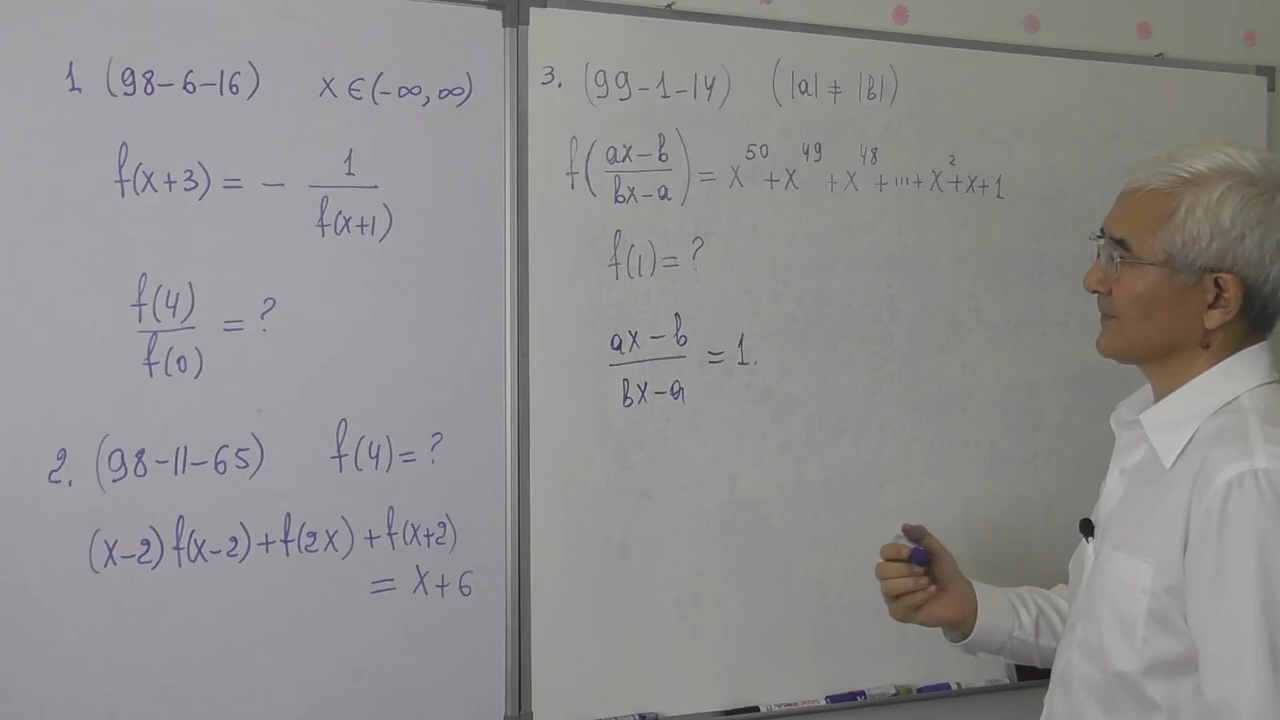 1 (98-6-16) x∈(-∞,∞)
f(x+3) = - 1/f(x+1)
f(4)/f(0) = ?
2. (98-11-65) f(4)=?
(x-2)f(x-2)+f(2x)+f(x+2)
= x+6
3. (99-1-14) (|a| ≠ |b|)
f((ax-b)/(bx-a)) = x^50 + x^49 + x^48 + ... + x^2 + x + 1
f(1) = ?
(ax-b)/(bx-a) = 1.